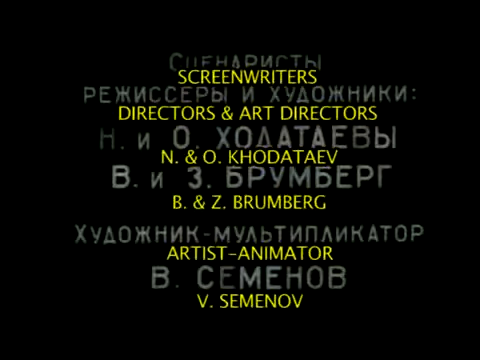 Сценаристы
SCREENWRITERS
РЕЖИССЕРЫ И ХУДОЖНИКИ:
DIRECTORS & ART DIRECTORS
Н. и О. ХОДАТАЕВЫ
N. & O. KHODATAEV
В. и З. БРУМБЕРГ
B. & Z. BRUMBERG
ХУДОЖНИК-МУЛЬТИПЛИКАТОР
ARTIST-ANIMATOR
В. СЕМЕНОВ
V. SEMENOV